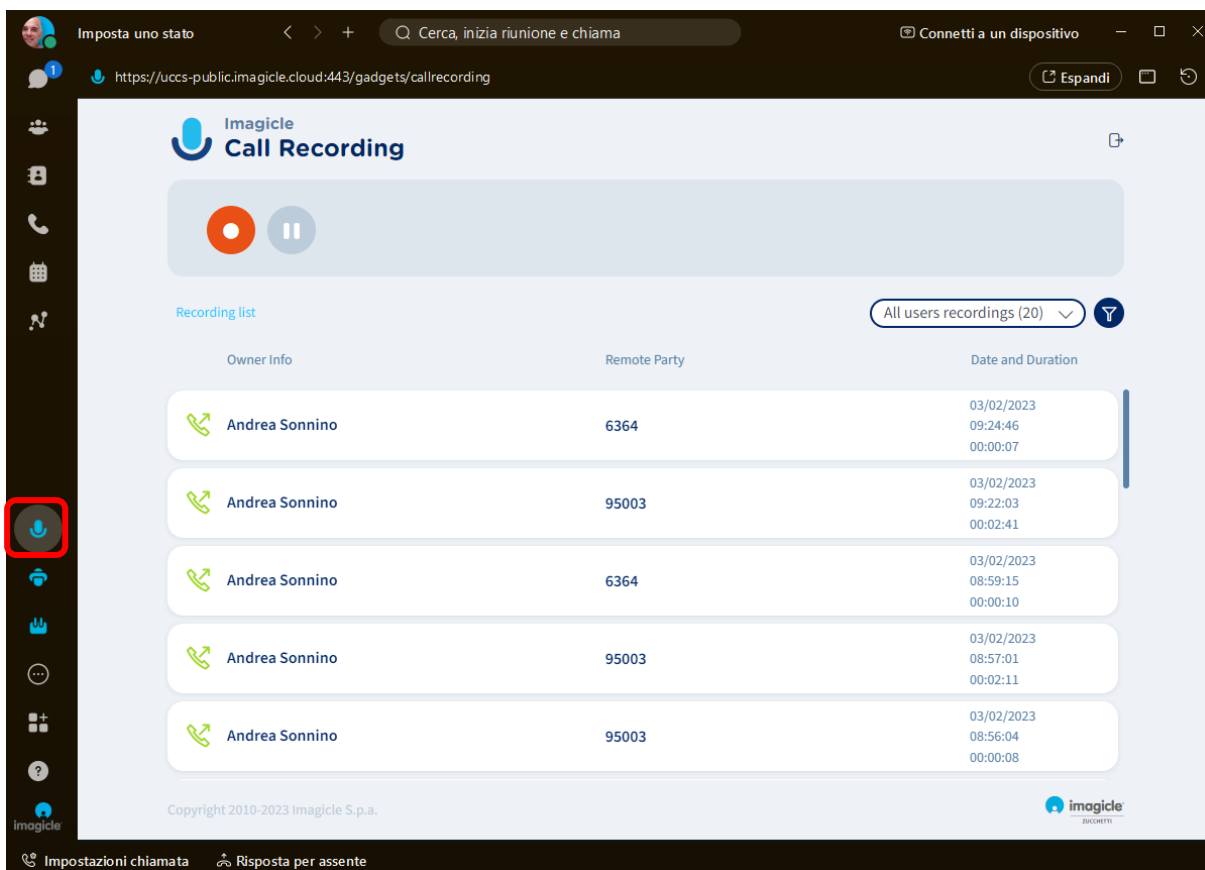 Imposta uno stato
Cerca, inizia riunione e chiama
Connetti a un dispositivo
1
https://uccs-public.imagicle.cloud:443/gadgets/callrecording
Espandi
Imagicle
Call Recording
Recording list
All users recordings (20)
Owner Info Remote Party Date and Duration
Andrea Sonnino 6364 03/02/2023
09:24:46
00:00:07
Andrea Sonnino 95003 03/02/2023
09:22:03
00:02:41
Andrea Sonnino 6364 03/02/2023
08:59:15
00:00:10
Andrea Sonnino 95003 03/02/2023
08:57:01
00:02:11
Andrea Sonnino 95003 03/02/2023
08:56:04
00:00:08
Copyright 2010-2023 Imagicle S.p.a.
imagicle
ZUCCHETTI
imagicle
Impostazioni chiamata Risposta per assente